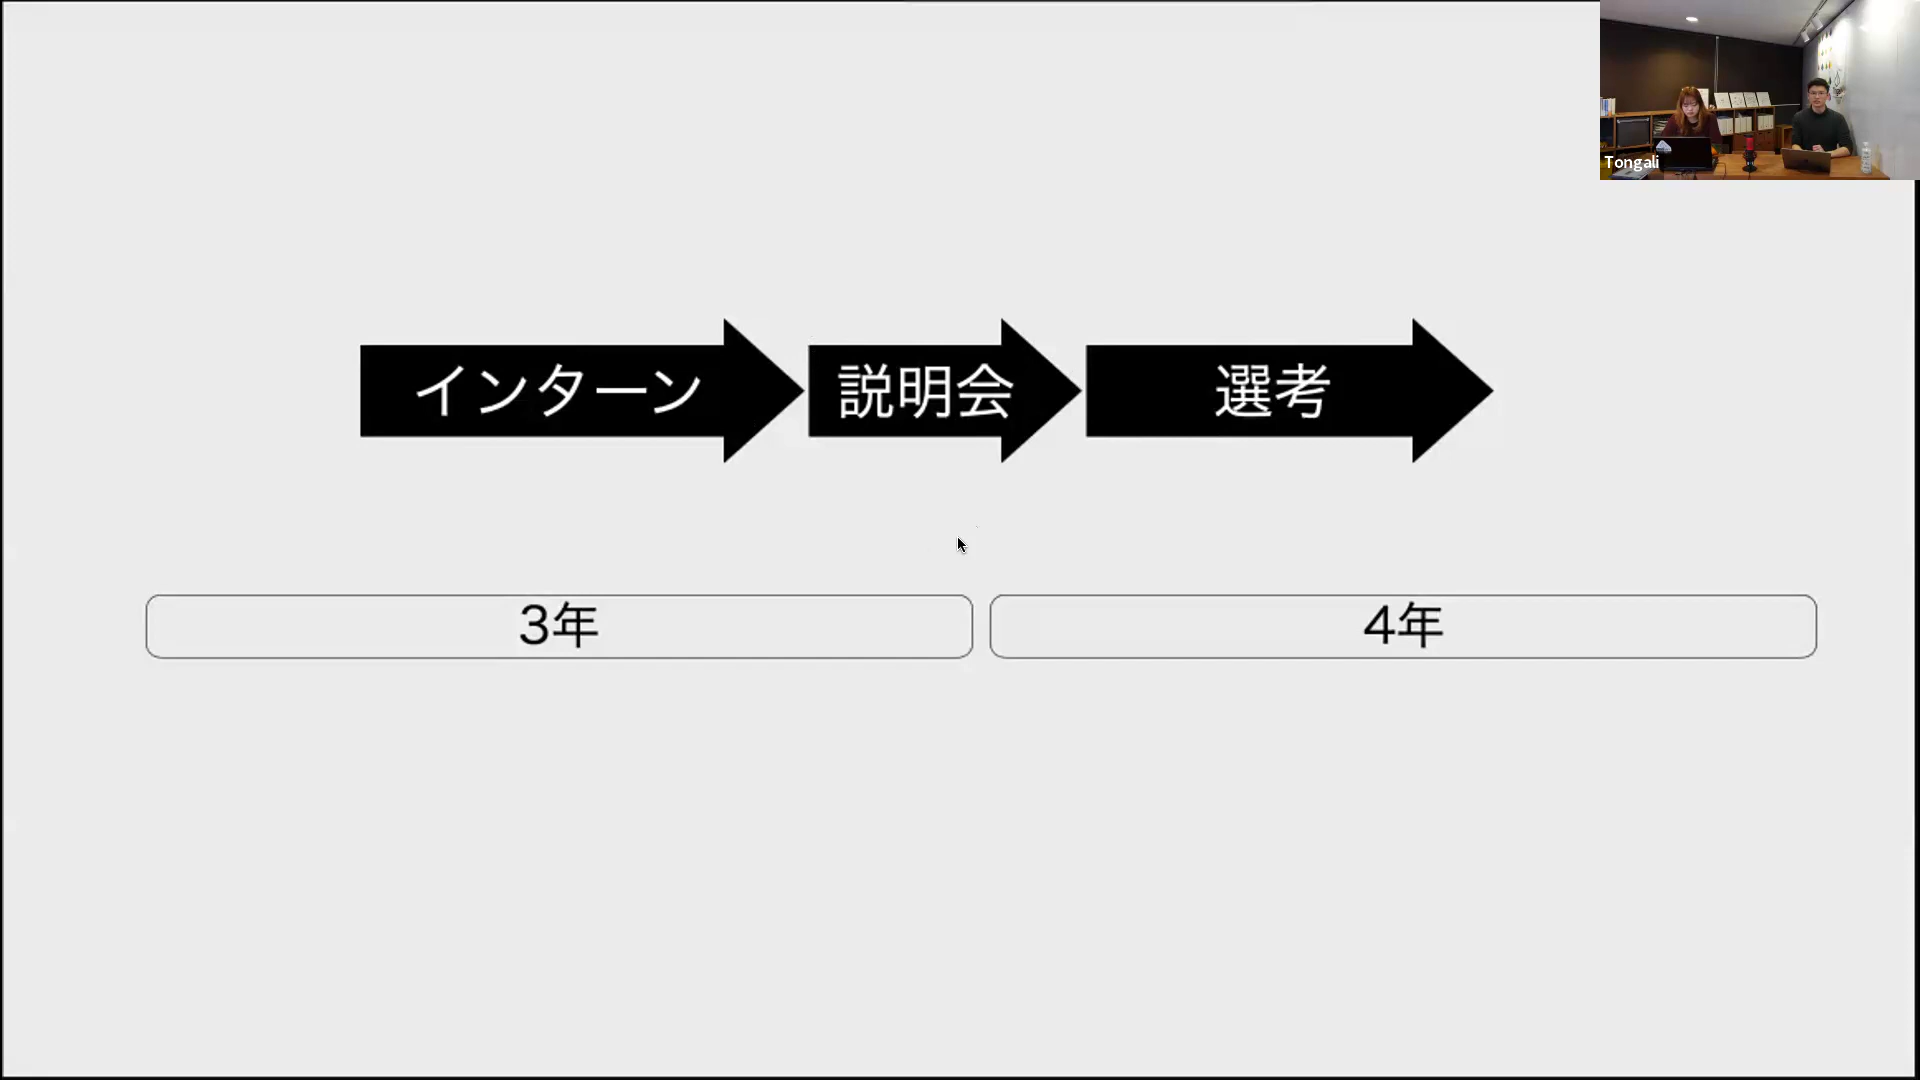 Tongali
インターン
説明会
選考
3年
4年